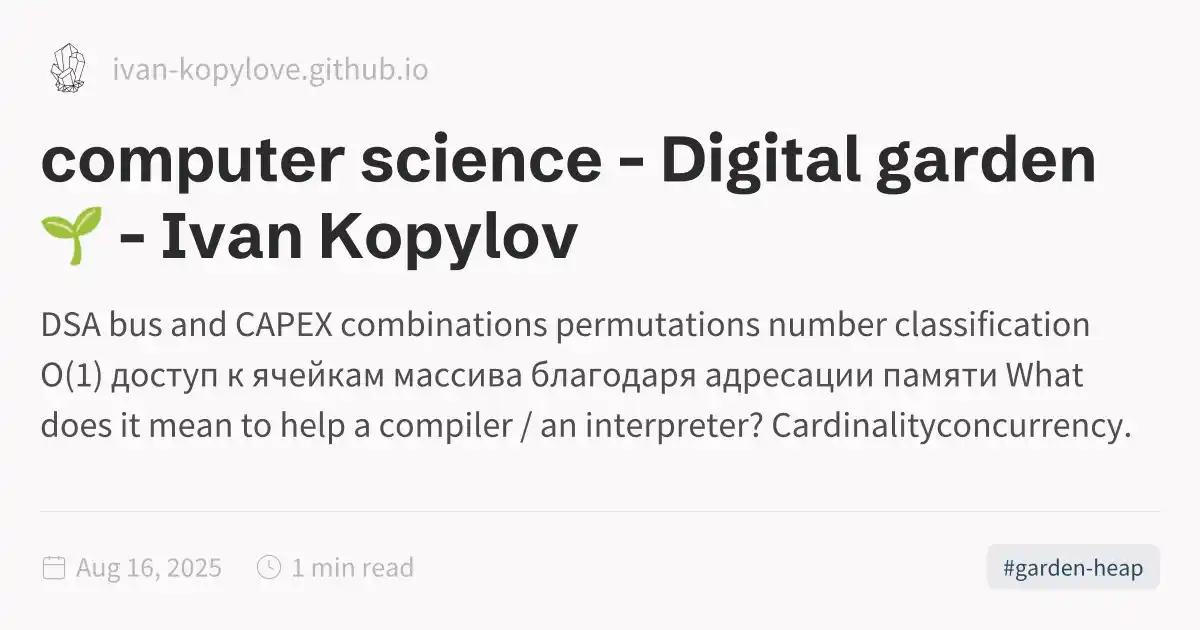 ivan-kopylove.github.io
computer science - Digital garden
🌱 - Ivan Kopylov
DSA bus and CAPEX combinations permutations number classification
O(1) доступ к ячейкам массива благодаря адресации памяти What
does it mean to help a compiler / an interpreter? Cardinalityconcurrency.
Aug 16, 2025 1 min read #garden-heap